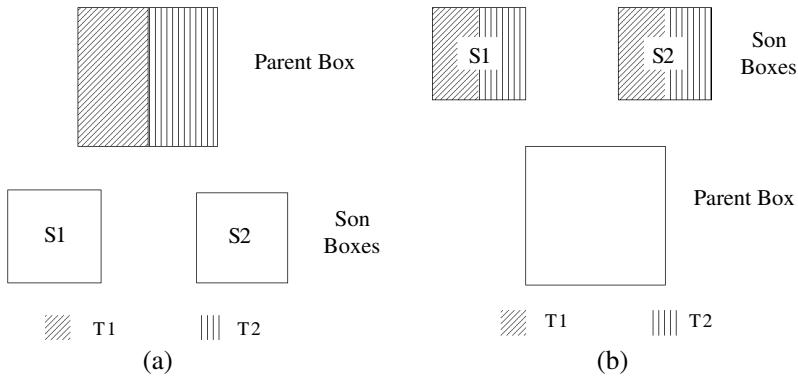 Parent Box
S1
S2
Son
Boxes
T1
T2
(a)
S1
S2
Son
Boxes
Parent Box
T1
T2
(b)